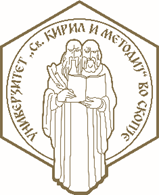 УНИВЕРЗИТЕТ „Св. КИРИЛ И МЕТОДИЈ“ ВО СКОПЈЕ